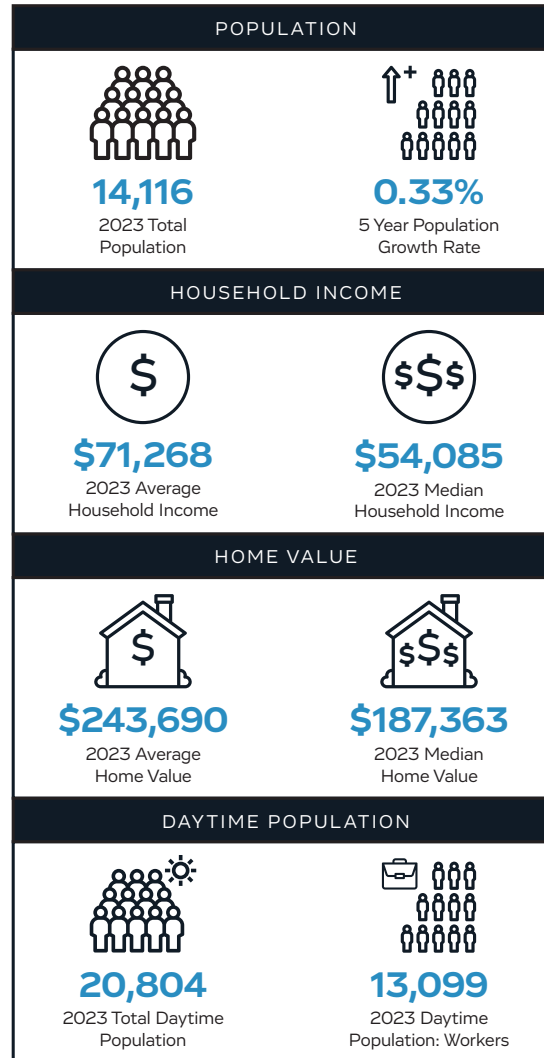 POPULATION
14,116
2023 Total
Population
0.33%
5 Year Population
Growth Rate
HOUSEHOLD INCOME
$
$71,268
2023 Average
Household Income
$$$
$54,085
2023 Median
Household Income
HOME VALUE
$
$243,690
2023 Average
Home Value
$$$
$187,363
2023 Median
Home Value
DAYTIME POPULATION
20,804
2023 Total Daytime
Population
13,099
2023 Daytime
Population: Workers